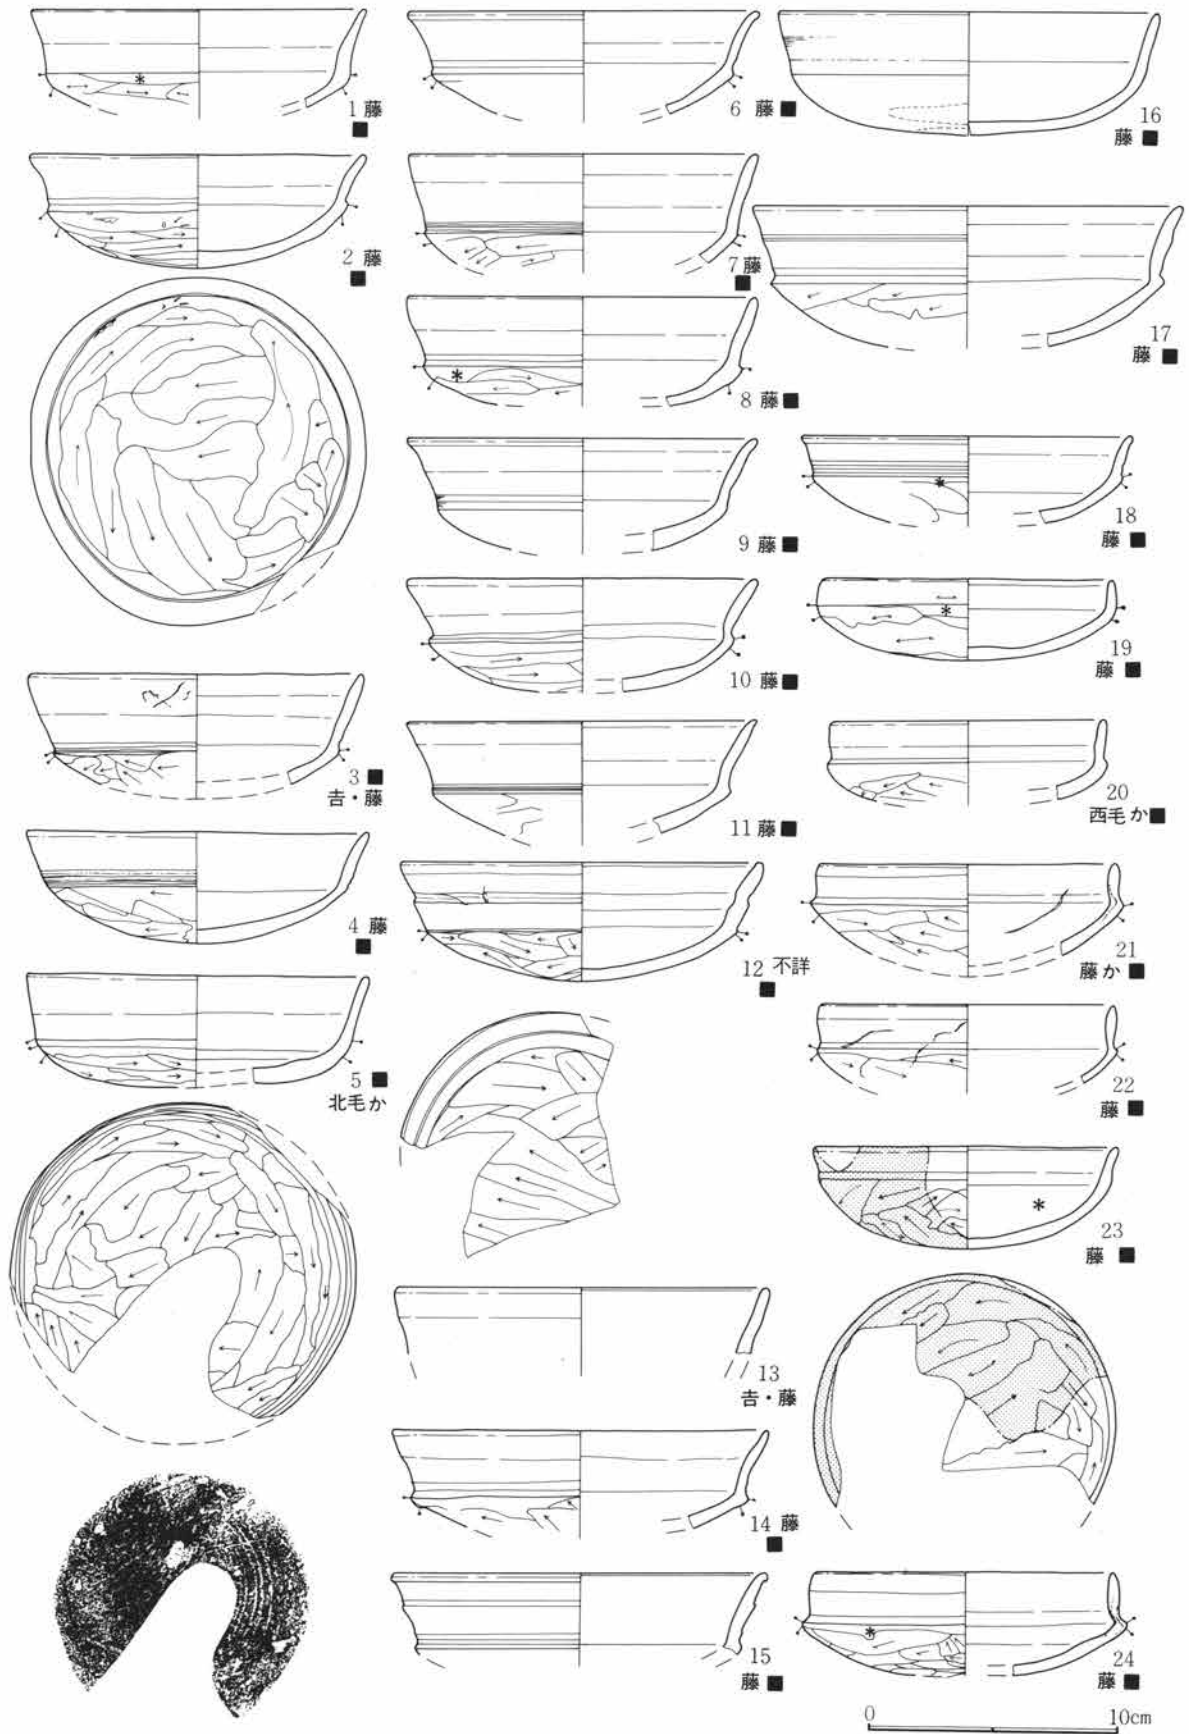 1 藤 ■
2 藤 ■
3 ■
吉・藤
4 藤 ■
5 ■
北毛か
6 藤 ■
7 藤 ■
8 藤 ■
9 藤 ■
10 藤 ■
11 藤 ■
12 不詳 ■
13
吉・藤
14 藤 ■
15
藤 ■
16
藤 ■
17
藤 ■
18
藤 ■
19
藤 ■
20
西毛か ■
21
藤か ■
22
藤 ■
23
藤 ■
24
藤 ■
0 10cm